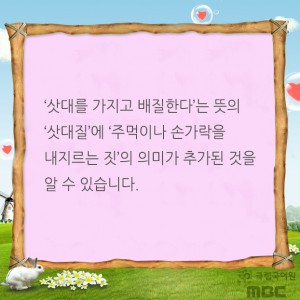 ‘삿대를 가지고 배질한다’는 뜻의
‘삿대질’에 ‘주먹이나 손가락을
내지르는 짓’의 의미가 추가된 것을
알 수 있습니다.
국립국어원
MBC